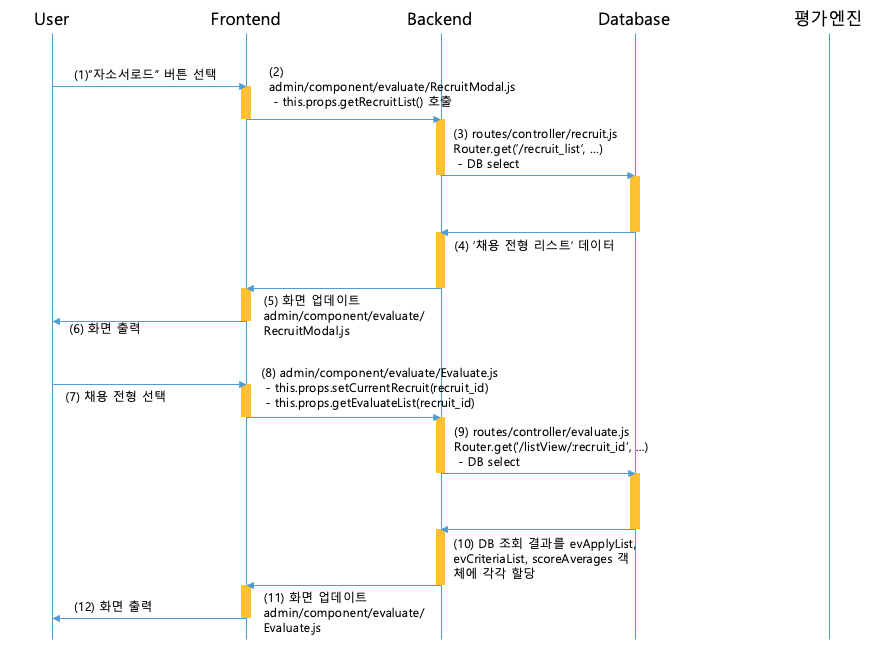 User
Frontend
Backend
Database
평가엔진
(1)”자소서로드” 버튼 선택
(2)
admin/component/evaluate/RecruitModal.js
- this.props.getRecruitList() 호출
(3) routes/controller/recruit.js
Router.get(‘/recruit_list’, ...)
- DB select
(4) ‘채용 전형 리스트’ 데이터
(5) 화면 업데이트
admin/component/evaluate/
RecruitModal.js
(6) 화면 출력
(7) 채용 전형 선택
(8) admin/component/evaluate/Evaluate.js
- this.props.setCurrentRecruit(recruit_id)
- this.props.getEvaluateList(recruit_id)
(9) routes/controller/evaluate.js
Router.get(‘/listView/:recruit_id’, ...)
- DB select
(10) DB 조회 결과를 evApplyList,
evCriteriaList, scoreAverages 객
체에 각각 할당
(11) 화면 업데이트
admin/component/evaluate/
Evaluate.js
(12) 화면 출력